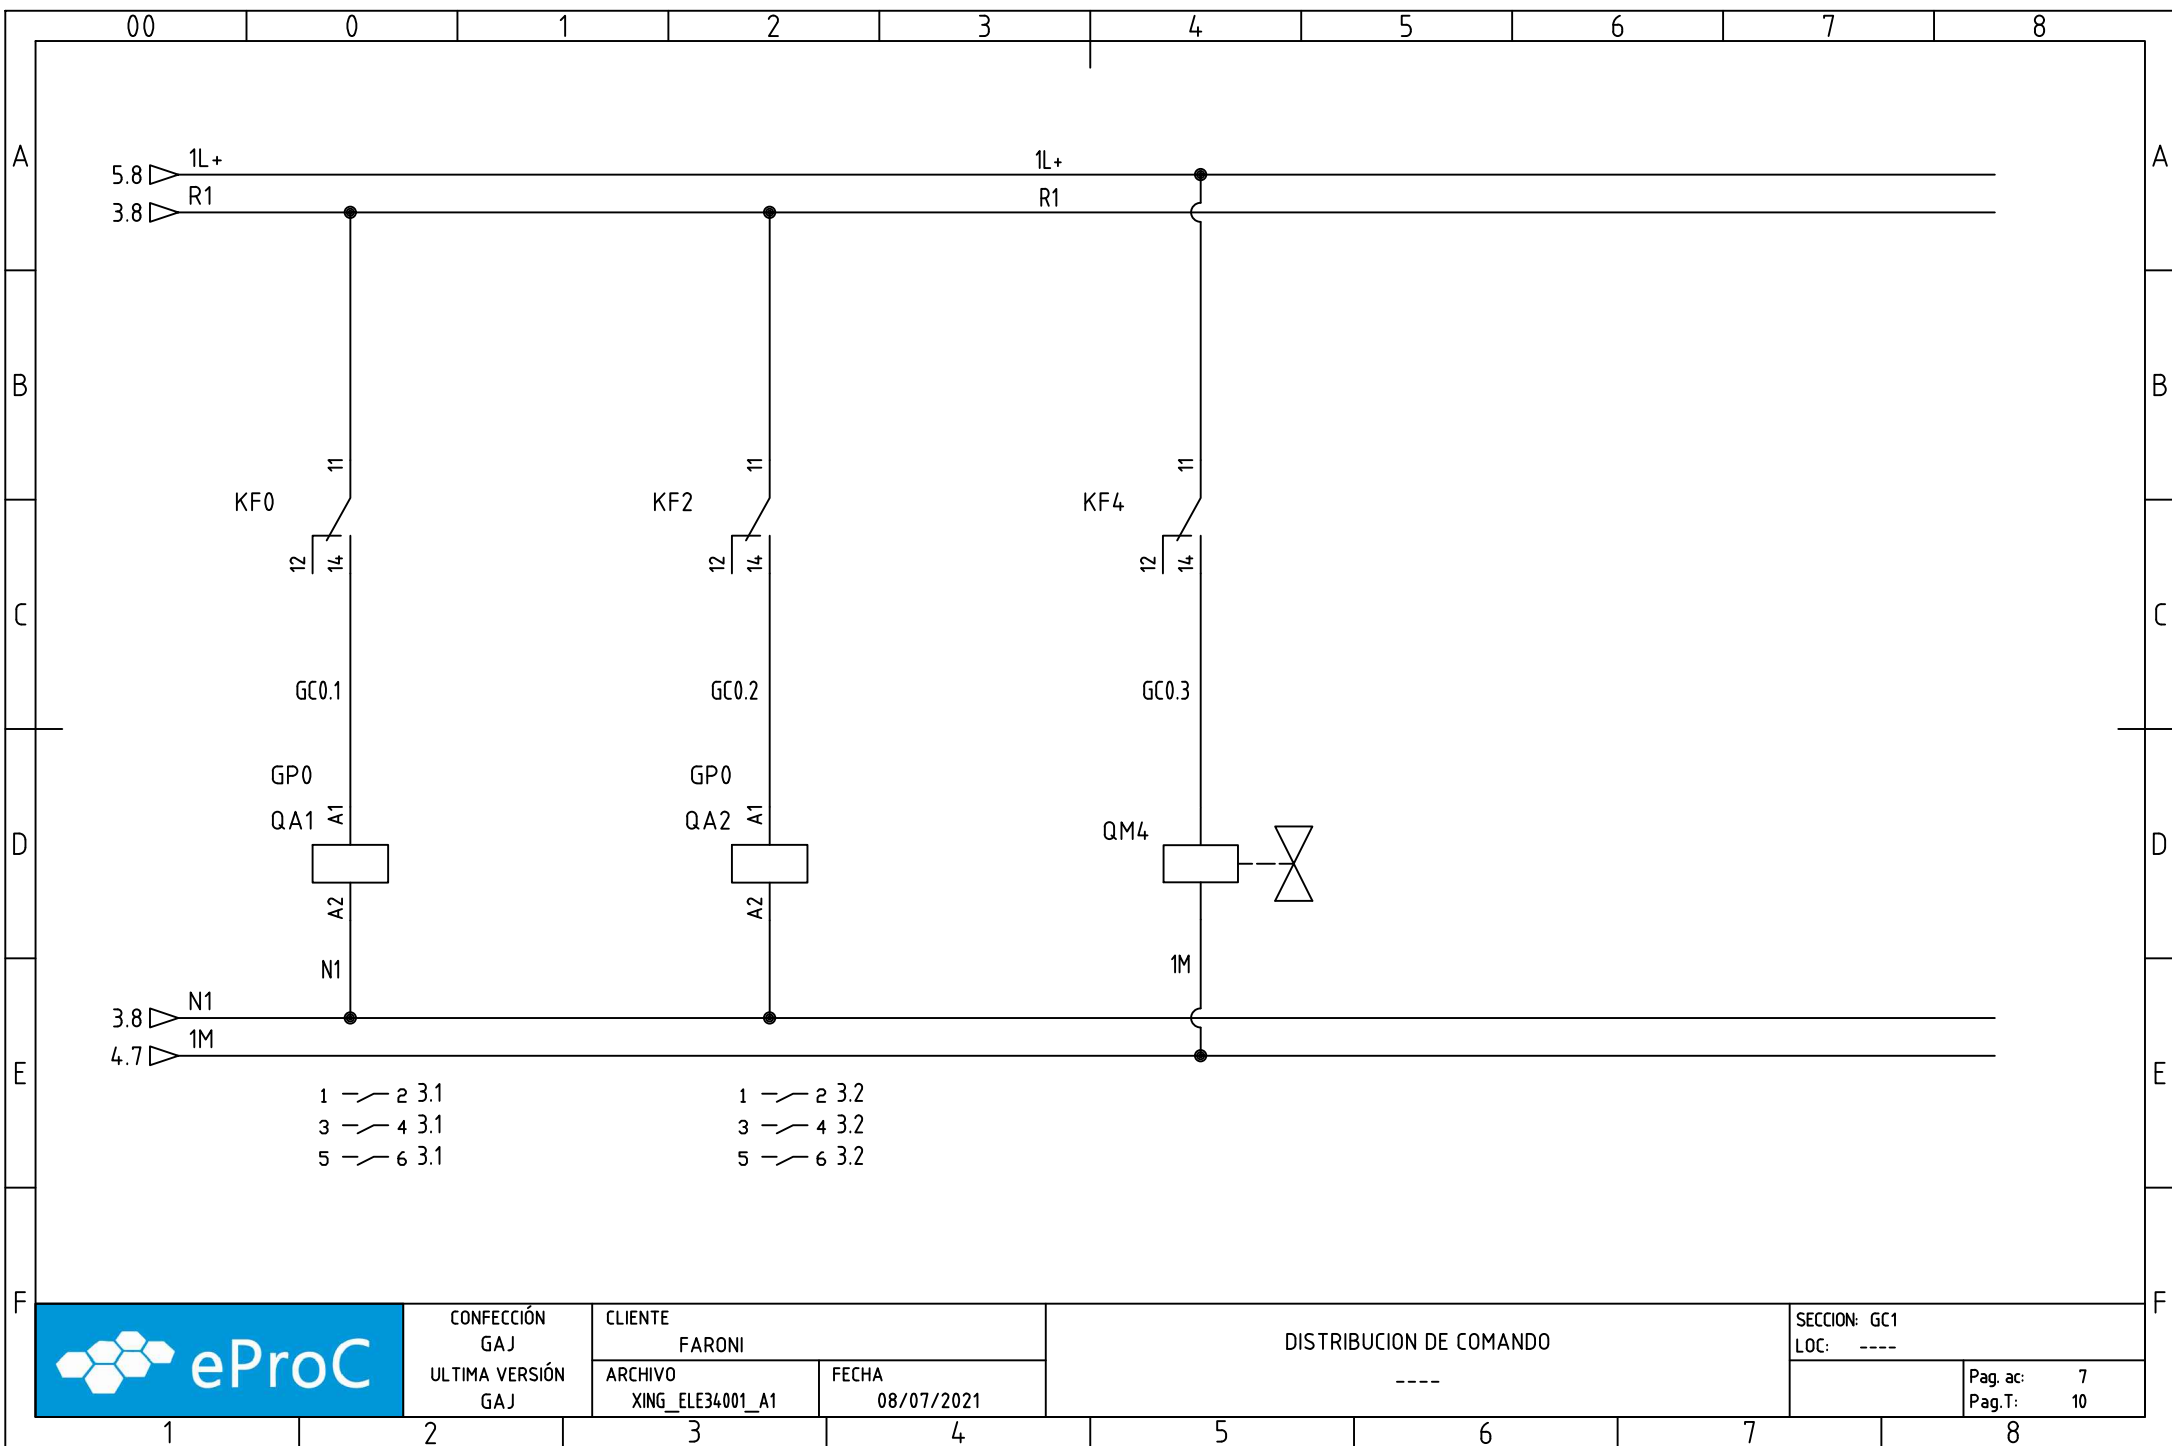 00 0 1 2 3 4 5 6 7 8
A A
1L+ 1L+
5.8
R1 R1
3.8
B B
11 11 11
KF0 KF2 KF4
12 14 12 14 12 14
C C
GC0.1 GC0.2 GC0.3
GP0 GP0
A1 A1
QA1 QA2 QM4
D D
A2 A2
N1 1M
N1
3.8
1M
4.7
E E
1 2 3.1 1 2 3.2
3 4 3.1 3 4 3.2
5 6 3.1 5 6 3.2
F F
eProC
CONFECCIÓN
GAJ
ULTIMA VERSIÓN
GAJ
CLIENTE
FARONI
ARCHIVO
XING_ELE34001_A1
FECHA
08/07/2021
DISTRIBUCION DE COMANDO
----
SECCION: GC1
LOC: ----
Pag. ac: 7
Pag.T: 10
1 2 3 4 5 6 7 8